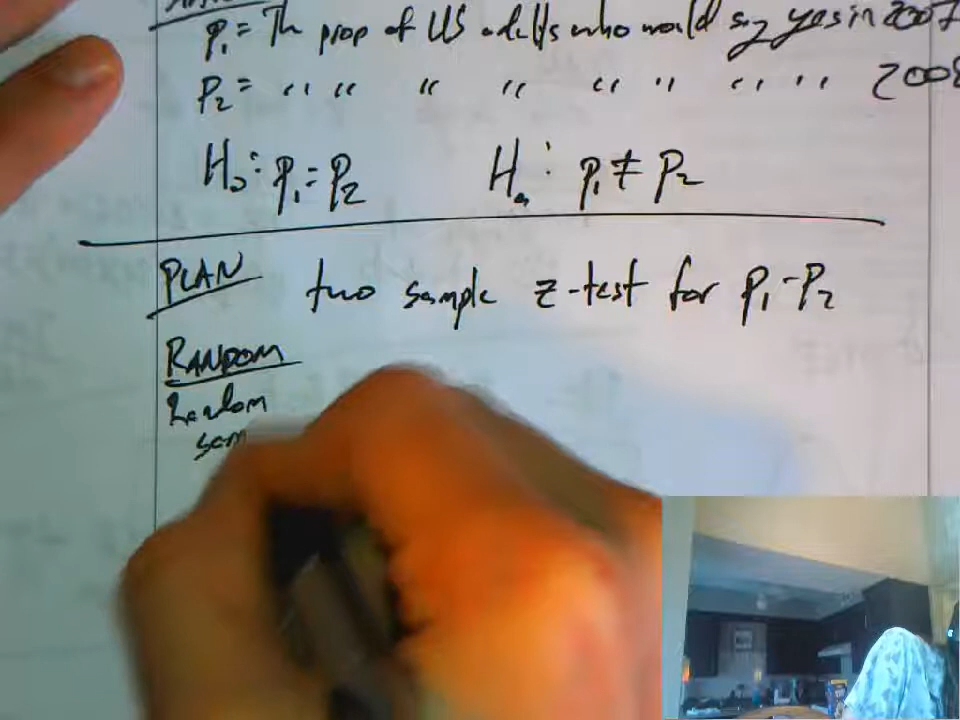 p₁ = The prop of US adults who would say yes in 2007
p₂ = " " " " " " " " " 2008
H₀: p₁ = p₂ Hₐ: p₁ ≠ p₂
PLAN two sample z-test for p₁-p₂
RANDOM
Random
sam